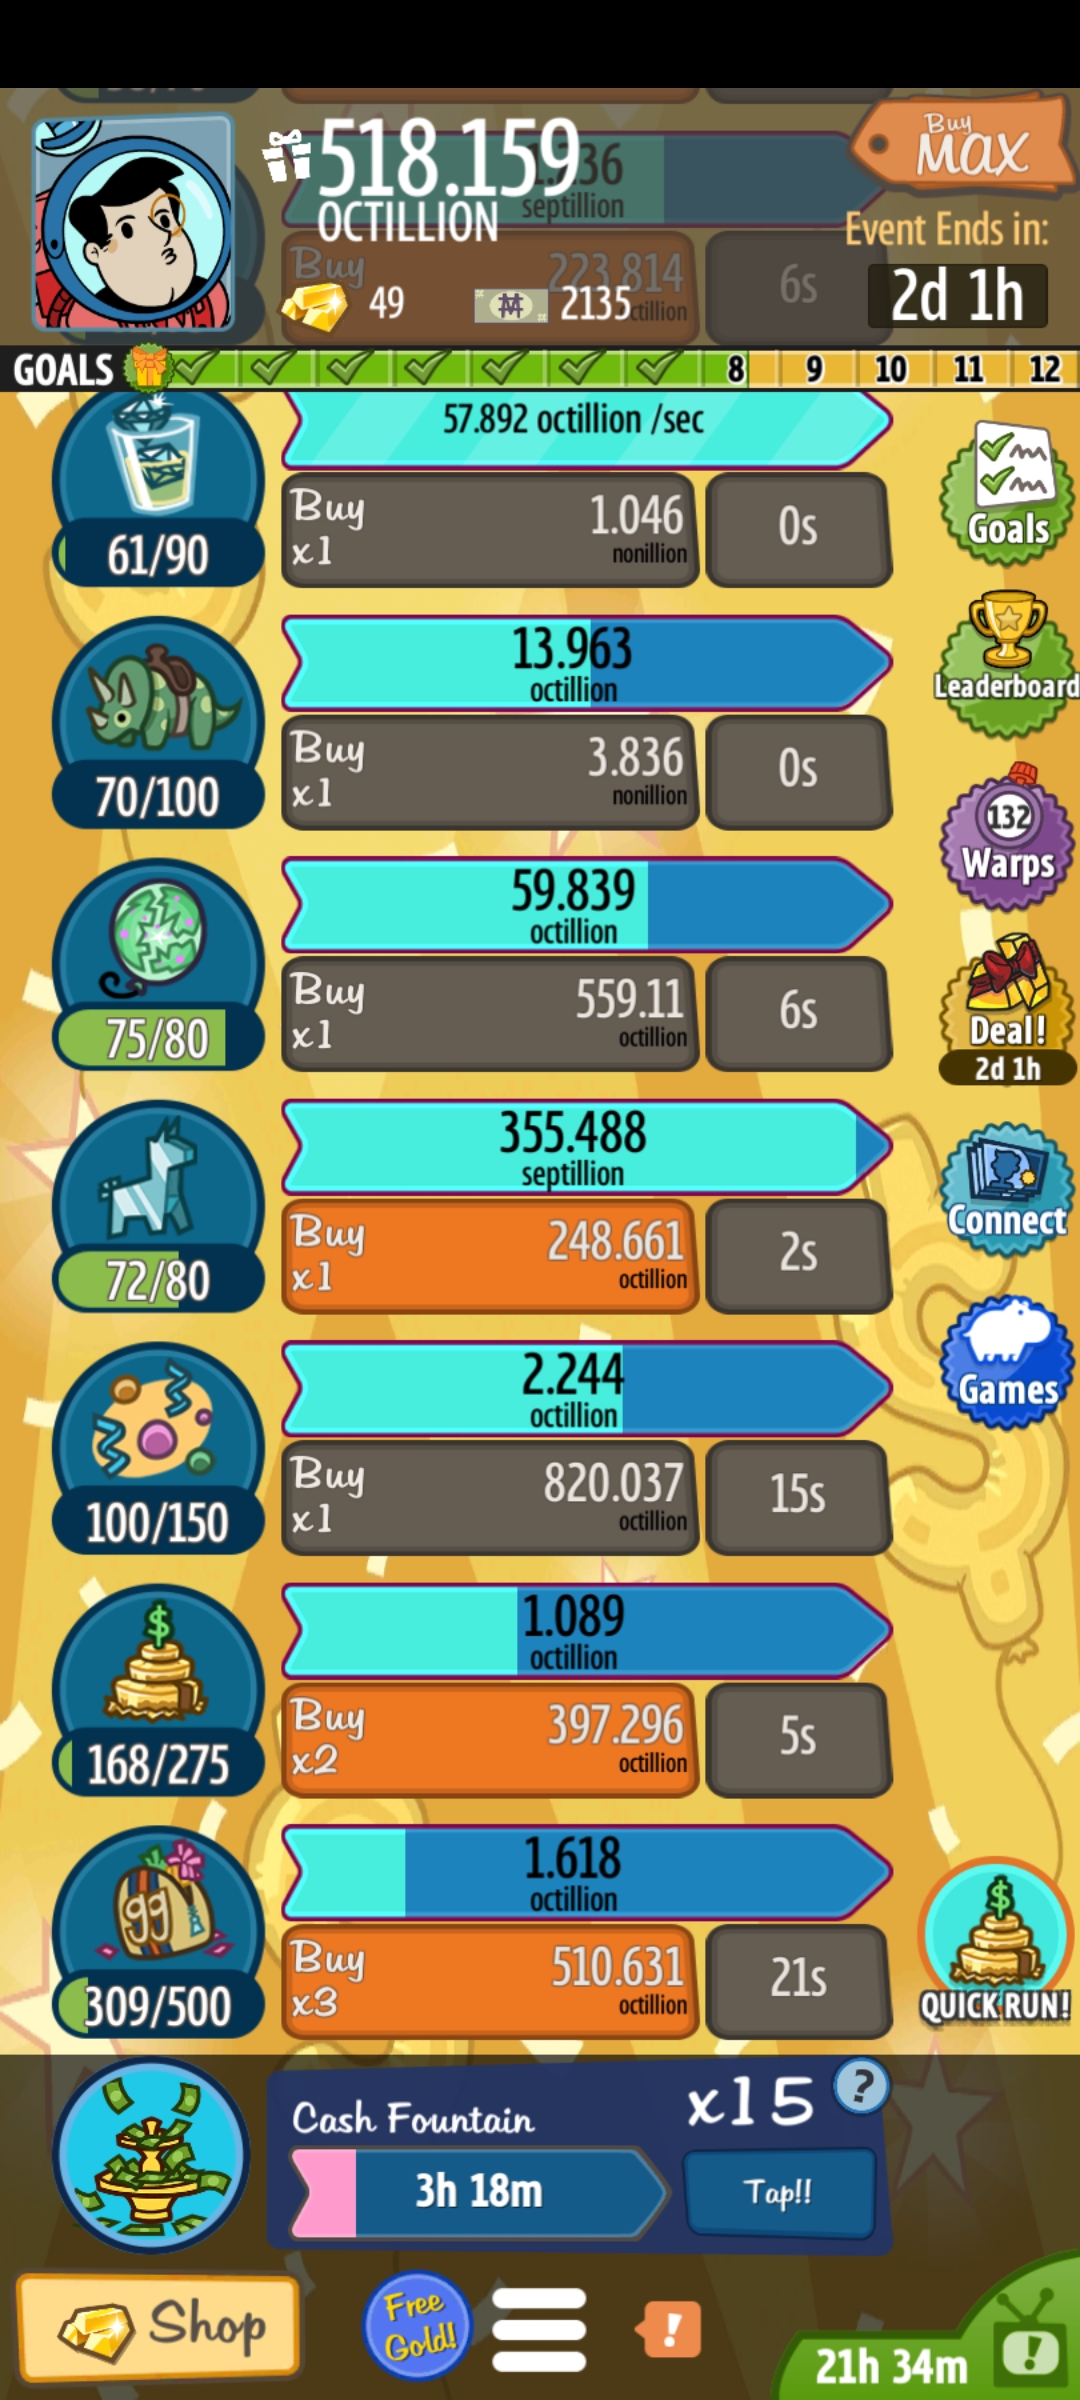 518.159
OCTILLION
1.336
septillion
Buy
223.814
6s
49
2135
Buy
MAX
Event Ends in:
2d 1h
GOALS
8 9 10 11 12
57.892 octillion /sec
61/90
Buy
x1
1.046
nonillion
0s
Goals
13.963
octillion
70/100
Buy
x1
3.836
nonillion
0s
Leaderboard
59.839
octillion
75/80
Buy
x1
559.11
octillion
6s
132
Warps
Deal!
2d 1h
355.488
septillion
72/80
Buy
x1
248.661
octillion
2s
Connect
2.244
octillion
100/150
Buy
x1
820.037
octillion
15s
Games
1.089
octillion
$
168/275
Buy
x2
397.296
octillion
5s
1.618
octillion
gg
309/500
Buy
x3
510.631
octillion
21s
$
QUICK RUN!
Cash Fountain
x15
?
3h 18m
Tap!!
Shop
Free
Gold!
!
21h 34m
!